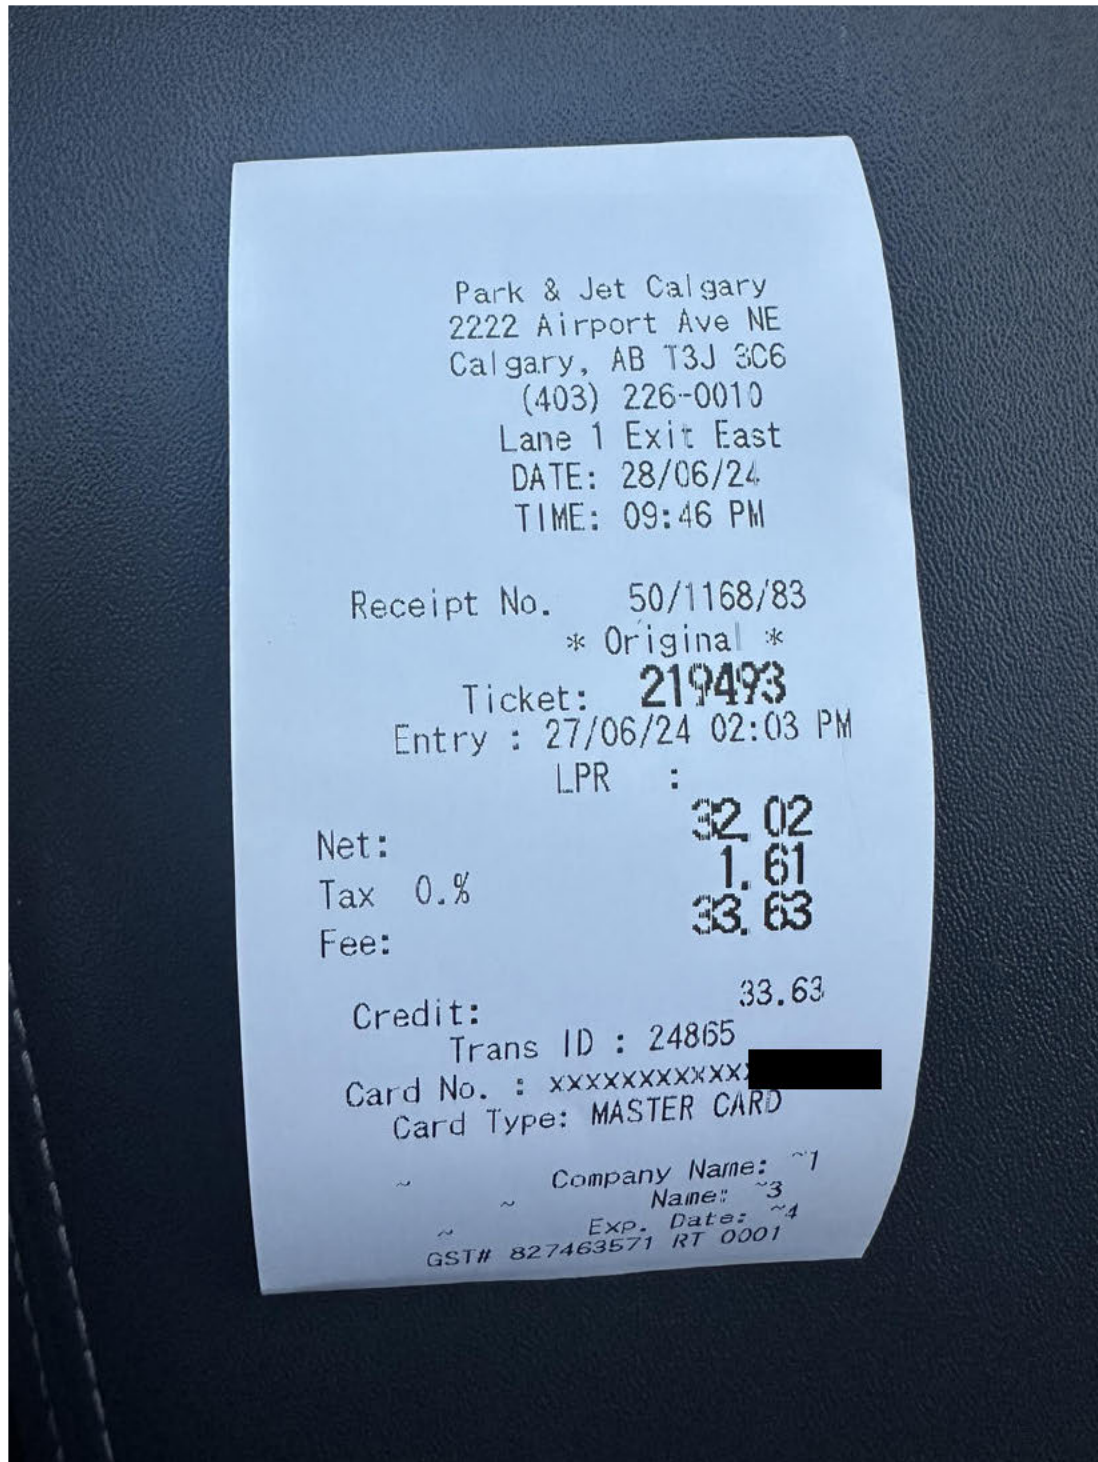 Park & Jet Calgary
2222 Airport Ave NE
Calgary, AB T3J 3C6
(403) 226-0010
Lane 1 Exit East
DATE: 28/06/24
TIME: 09:46 PM
Receipt No. 50/1168/83
* Original *
Ticket: 219493
Entry : 27/06/24 02:03 PM
LPR :
Net: 32.02
Tax 0.% 1.61
Fee: 33.63
Credit: 33.63
Trans ID : 24865
Card No. : xxxxxxxxxxxx
Card Type: MASTER CARD
~ Company Name: ~1
~ Name: ~3
~ Exp. Date: ~4
GST# 827463571 RT 0001